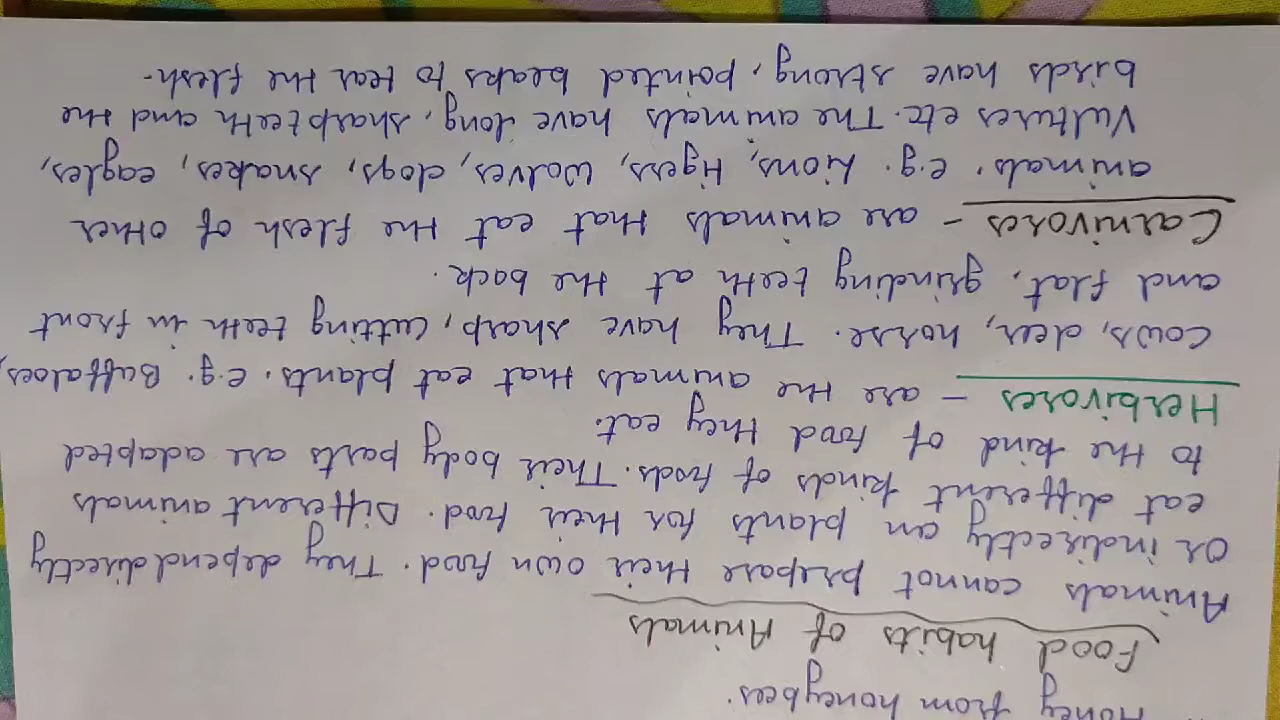 Honey from honeybees.
Food habits of Animals
Animals cannot prepare their own food. They depend directly
or indirectly on plants for their food. Different animals
eat different kinds of foods. Their body parts are adapted
to the kind of food they eat.
Herbivores - are the animals that eat plants. e.g. Buffaloes,
cows, deer, horse. They have sharp, cutting teeth in front
and flat, grinding teeth at the back.
Carnivores - are animals that eat the flesh of other
animals. e.g. Lions, tigers, wolves, dogs, snakes, eagles,
Vultures etc. The animals have long, sharp teeth and the
birds have strong, pointed beaks to tear the flesh.